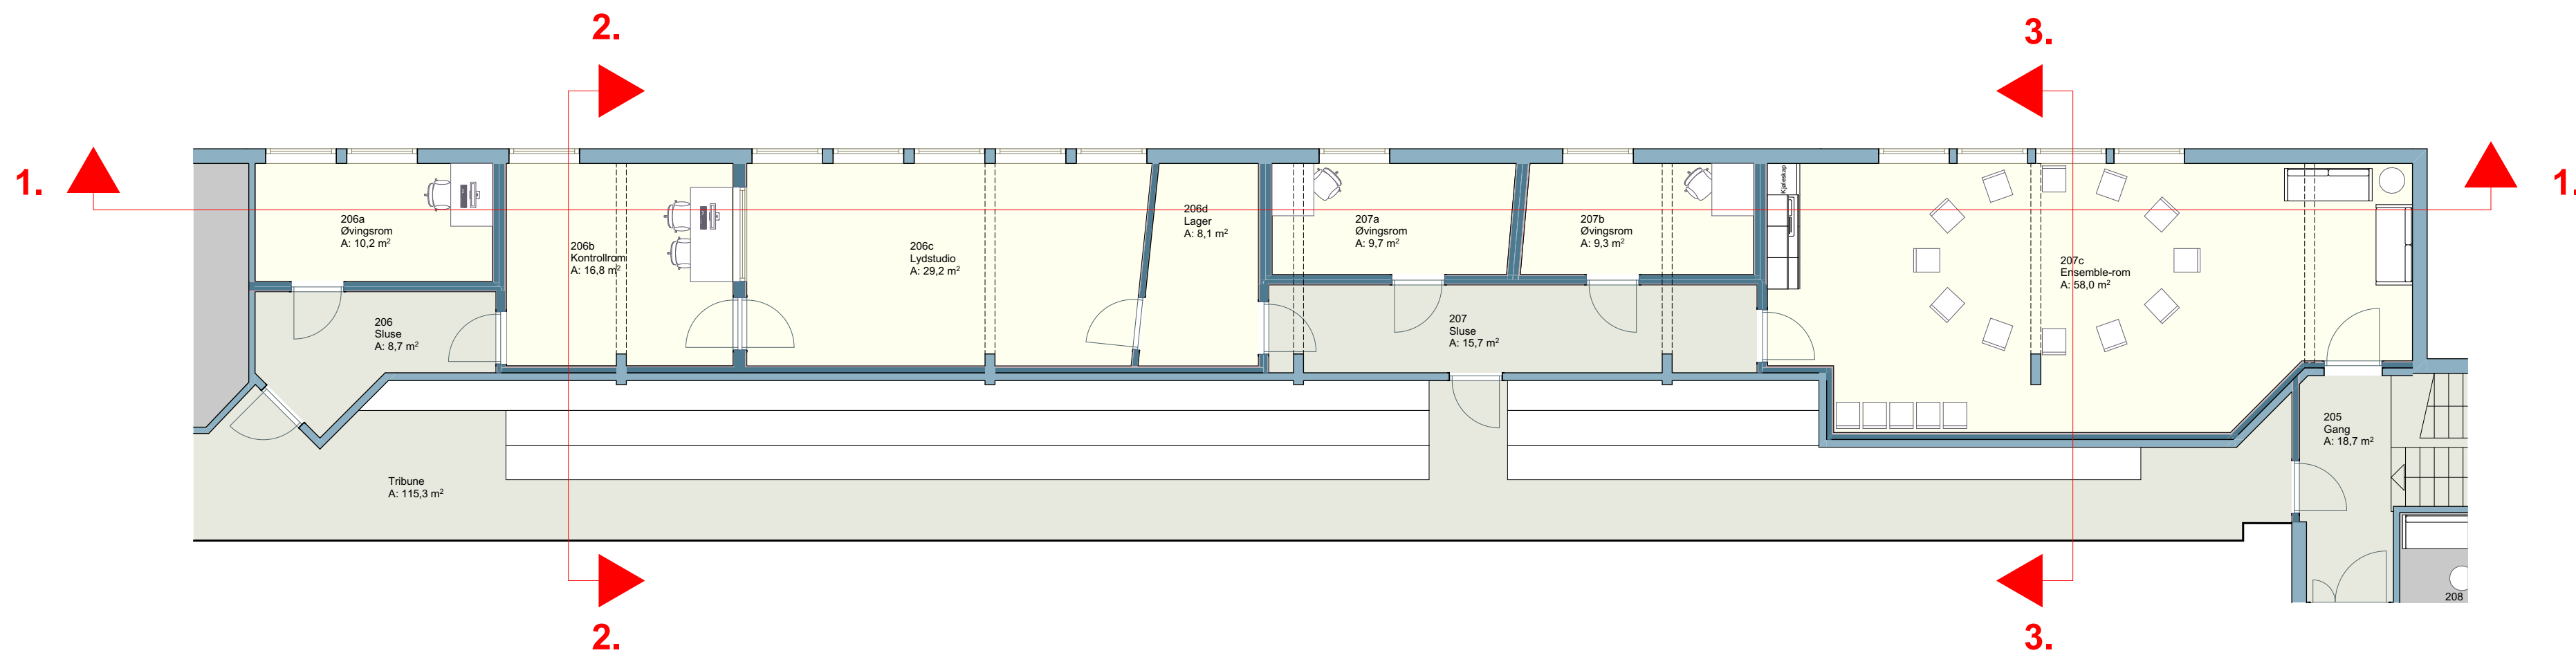 2.
3.
1.
1.
206a
Øvingsrom
A: 10,2 m²
206b
Kontrollrom
A: 16,8 m²
206c
Lydstudio
A: 29,2 m²
206d
Lager
A: 8,1 m²
207a
Øvingsrom
A: 9,7 m²
207b
Øvingsrom
A: 9,3 m²
Kjøleskap
207c
Ensemble-rom
A: 58,0 m²
206
Sluse
A: 8,7 m²
207
Sluse
A: 15,7 m²
205
Gang
A: 18,7 m²
Tribune
A: 115,3 m²
208
2.
3.